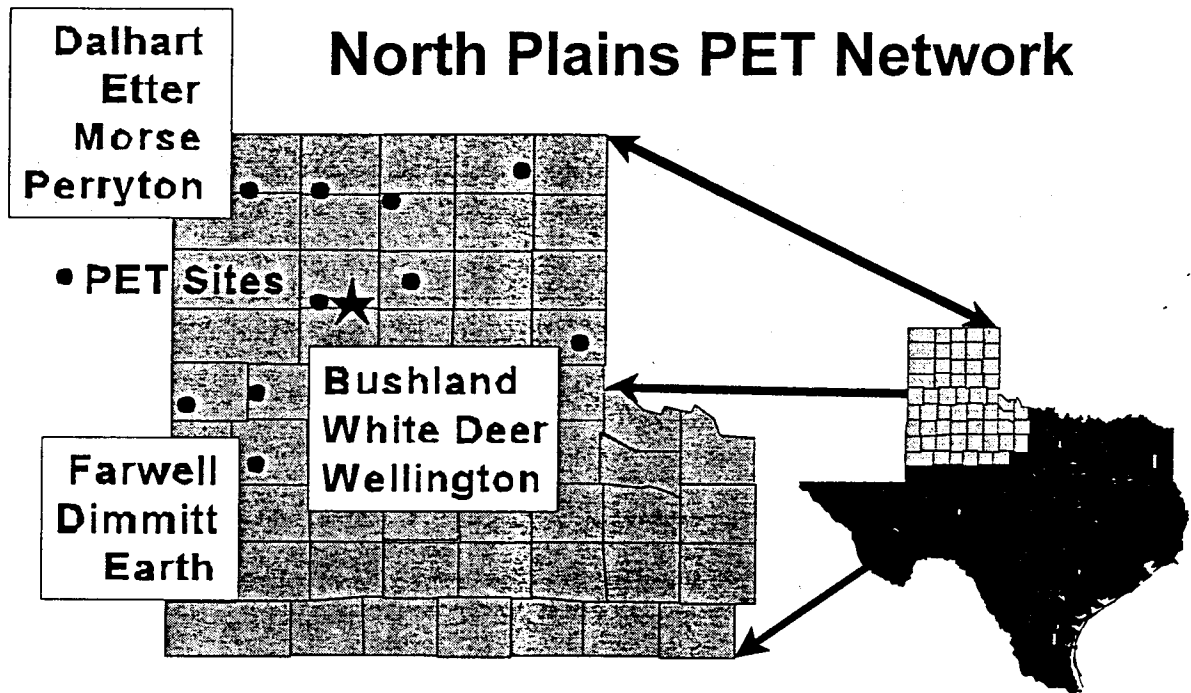 North Plains PET Network
Dalhart
Etter
Morse
Perryton
PET Sites
Bushland
White Deer
Wellington
Farwell
Dimmitt
Earth